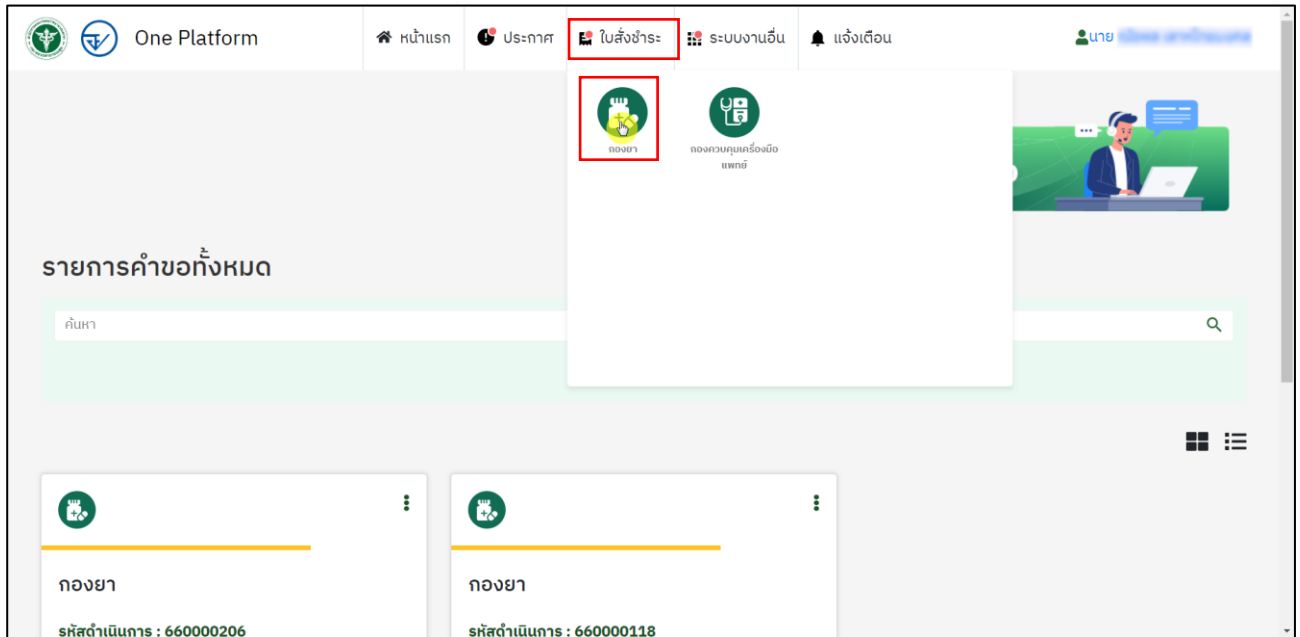 One Platform
หน้าแรก
ประกาศ
ใบสั่งชำระ
ระบบงานอื่น
แจ้งเตือน
นาย
กองยา
กองควบคุมเครื่องมือ
แพทย์
รายการคำขอทั้งหมด
ค้นหา
กองยา
รหัสดำเนินการ : 660000206
กองยา
รหัสดำเนินการ : 660000118